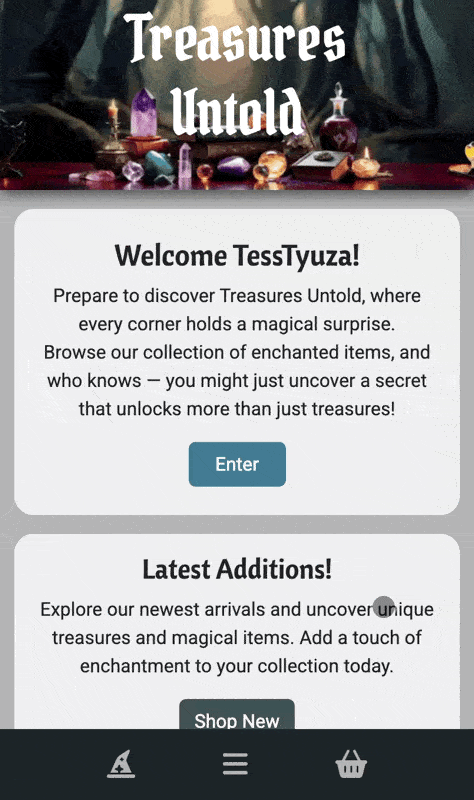 Treasures
Untold
Welcome TessTyuza!
Prepare to discover Treasures Untold, where
every corner holds a magical surprise.
Browse our collection of enchanted items, and
who knows — you might just uncover a secret
that unlocks more than just treasures!
Enter
Latest Additions!
Explore our newest arrivals and uncover unique
treasures and magical items. Add a touch of
enchantment to your collection today.
Shop New